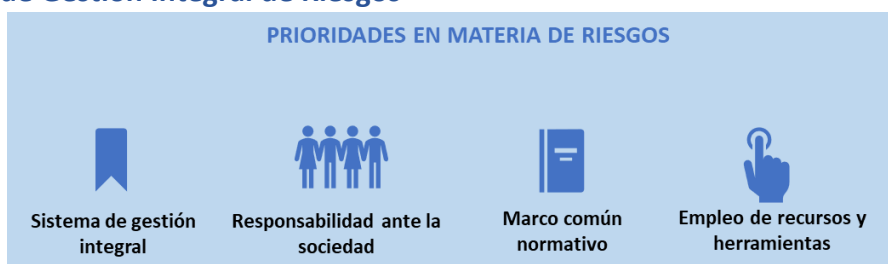 de Gestión Integral de Riesgos
PRIORIDADES EN MATERIA DE RIESGOS
Sistema de gestión
integral
Responsabilidad ante la
sociedad
Marco común
normativo
Empleo de recursos y
herramientas